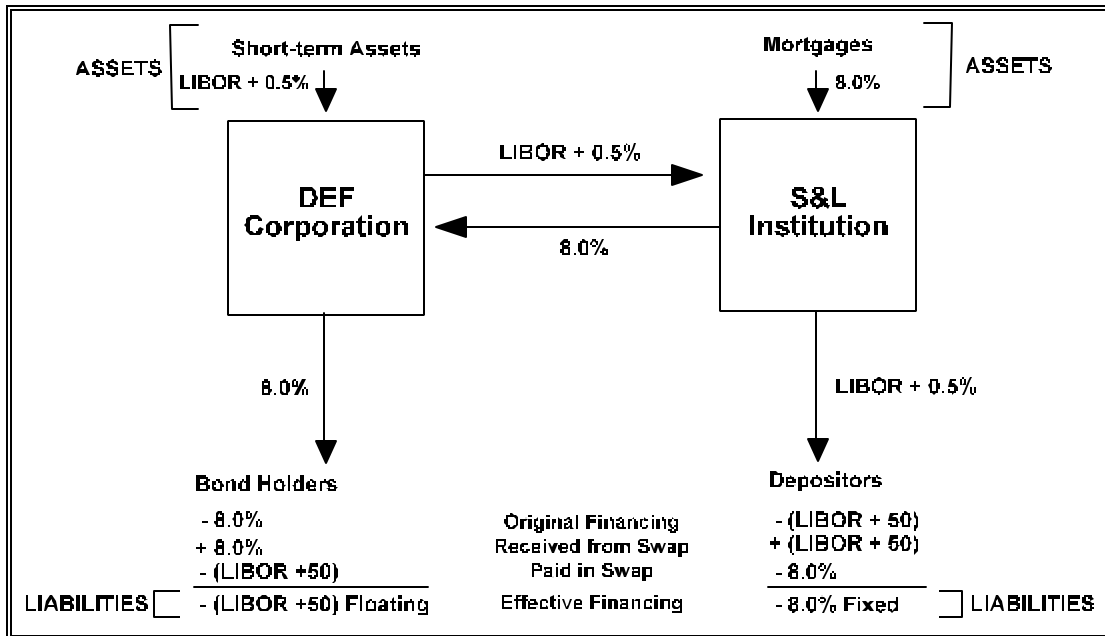 Short-term Assets
Mortgages
ASSETS
ASSETS
LIBOR + 0.5%
8.0%
LIBOR + 0.5%
DEF
Corporation
S&L
Institution
8.0%
8.0%
LIBOR + 0.5%
Bond Holders
Depositors
- 8.0% Original Financing - (LIBOR + 50)
+ 8.0% Received from Swap + (LIBOR + 50)
- (LIBOR +50) Paid in Swap - 8.0%
LIABILITIES - (LIBOR +50) Floating Effective Financing - 8.0% Fixed LIABILITIES